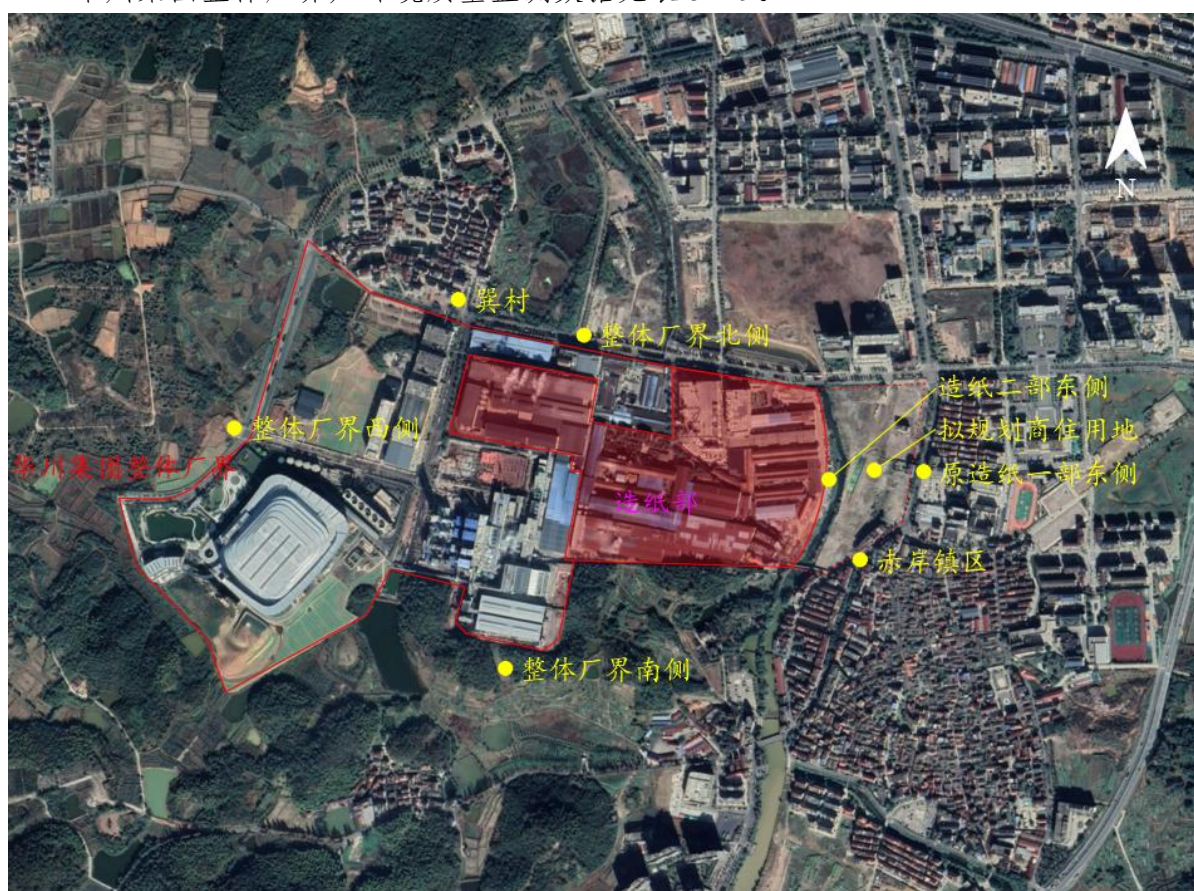 N
巽村
整体厂界北侧
造纸二部东侧
整体厂界西侧
拟规划商住用地
华川集团整体厂界
原造纸一部东侧
造纸部
赤岸镇区
整体厂界南侧